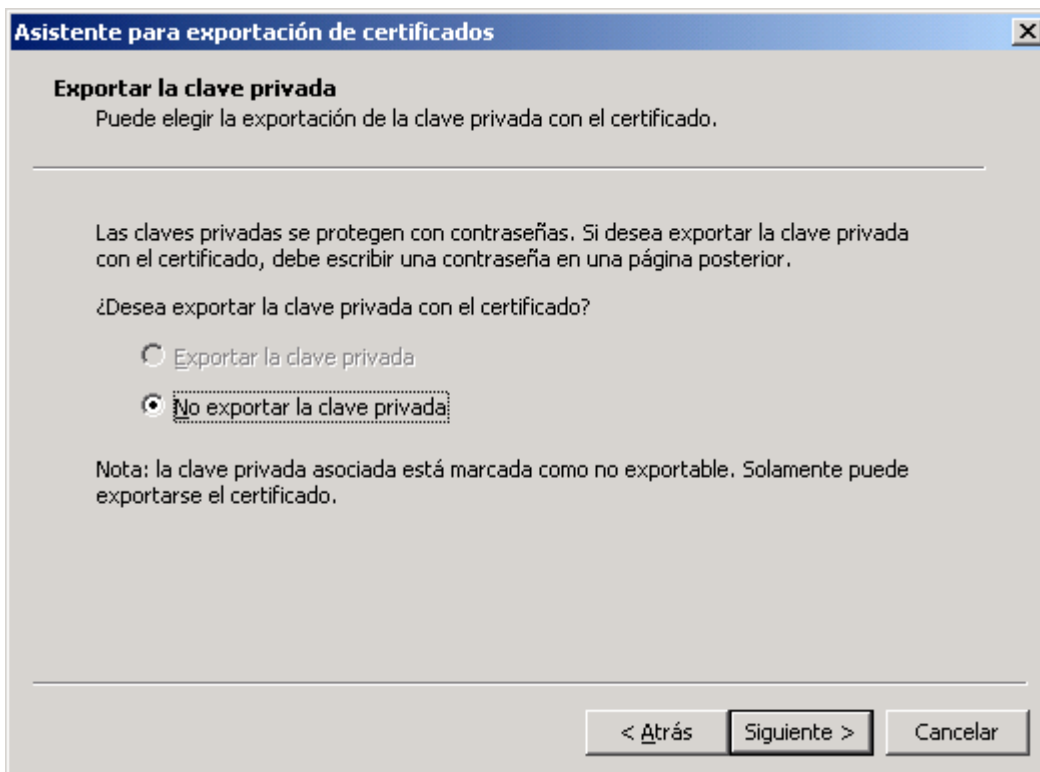 Asistente para exportación de certificados
Exportar la clave privada
Puede elegir la exportación de la clave privada con el certificado.
Las claves privadas se protegen con contraseñas. Si desea exportar la clave privada
con el certificado, debe escribir una contraseña en una página posterior.
¿Desea exportar la clave privada con el certificado?
Exportar la clave privada
No exportar la clave privada
Nota: la clave privada asociada está marcada como no exportable. Solamente puede
exportarse el certificado.
< Atrás Siguiente > Cancelar